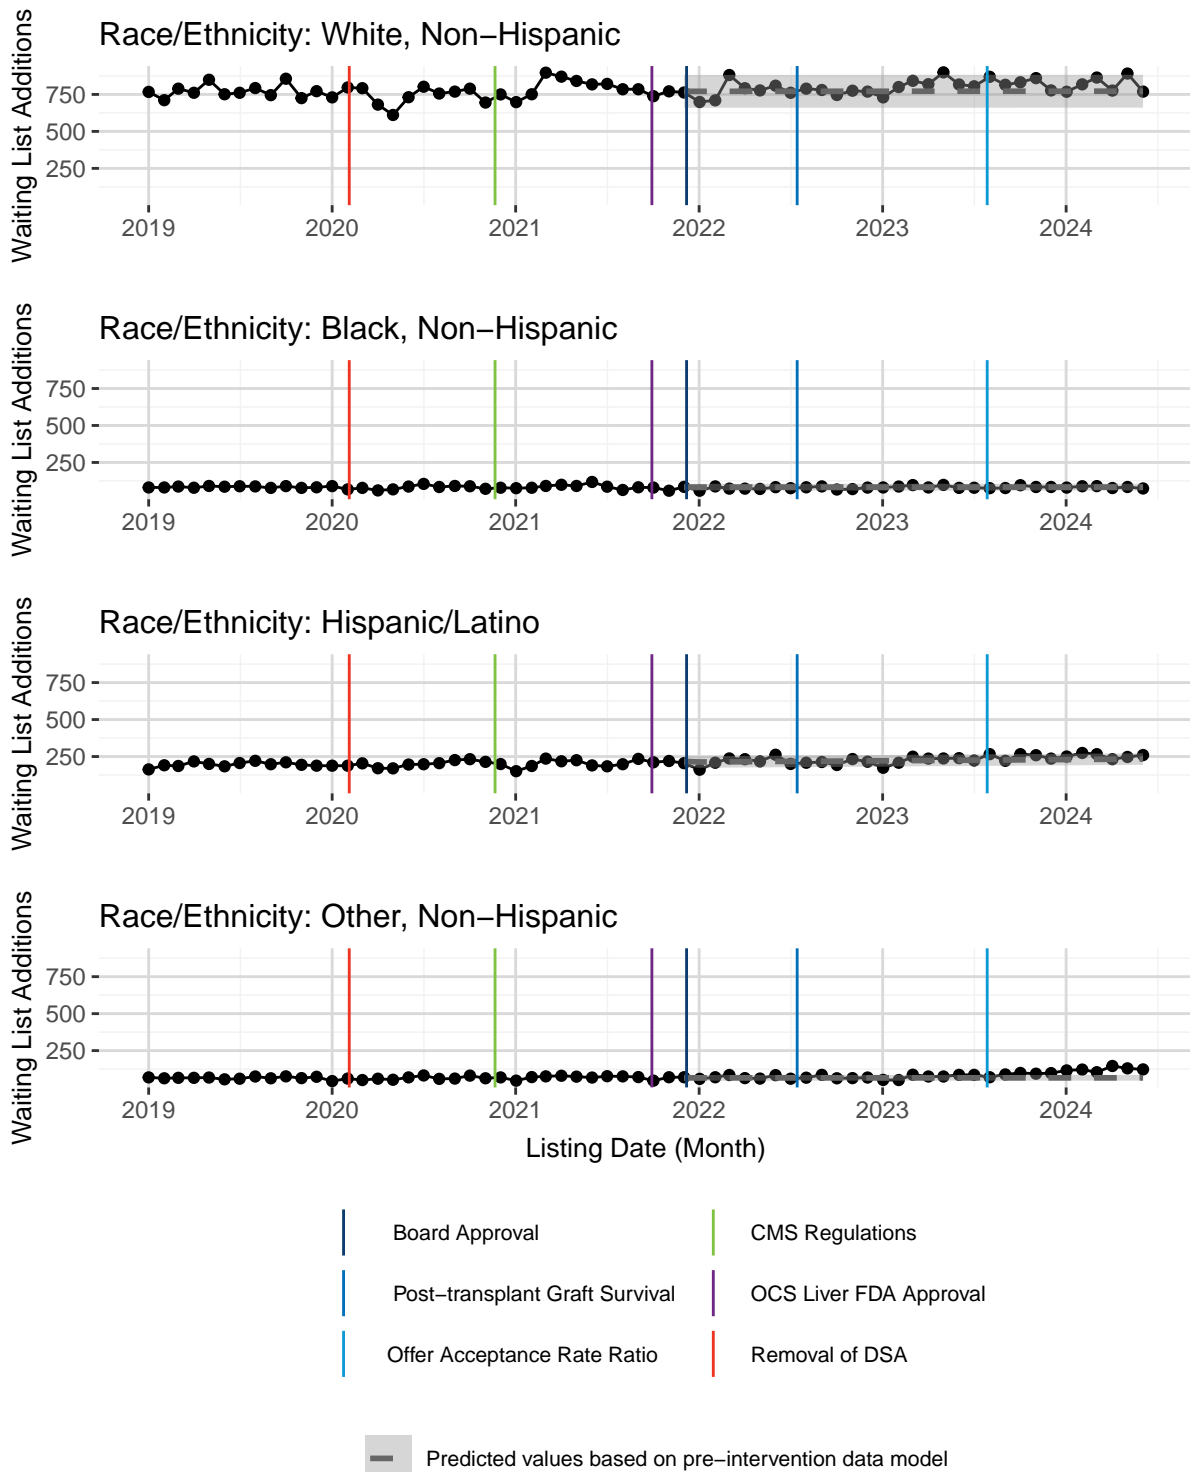 Race/Ethnicity: White, Non−Hispanic
Waiting List Additions
750
500
250
2019 2020 2021 2022 2023 2024
Race/Ethnicity: Black, Non−Hispanic
Waiting List Additions
750
500
250
2019 2020 2021 2022 2023 2024
Race/Ethnicity: Hispanic/Latino
Waiting List Additions
750
500
250
2019 2020 2021 2022 2023 2024
Race/Ethnicity: Other, Non−Hispanic
Waiting List Additions
750
500
250
2019 2020 2021 2022 2023 2024
Listing Date (Month)
Board Approval CMS Regulations
Post−transplant Graft Survival OCS Liver FDA Approval
Offer Acceptance Rate Ratio Removal of DSA
Predicted values based on pre−intervention data model